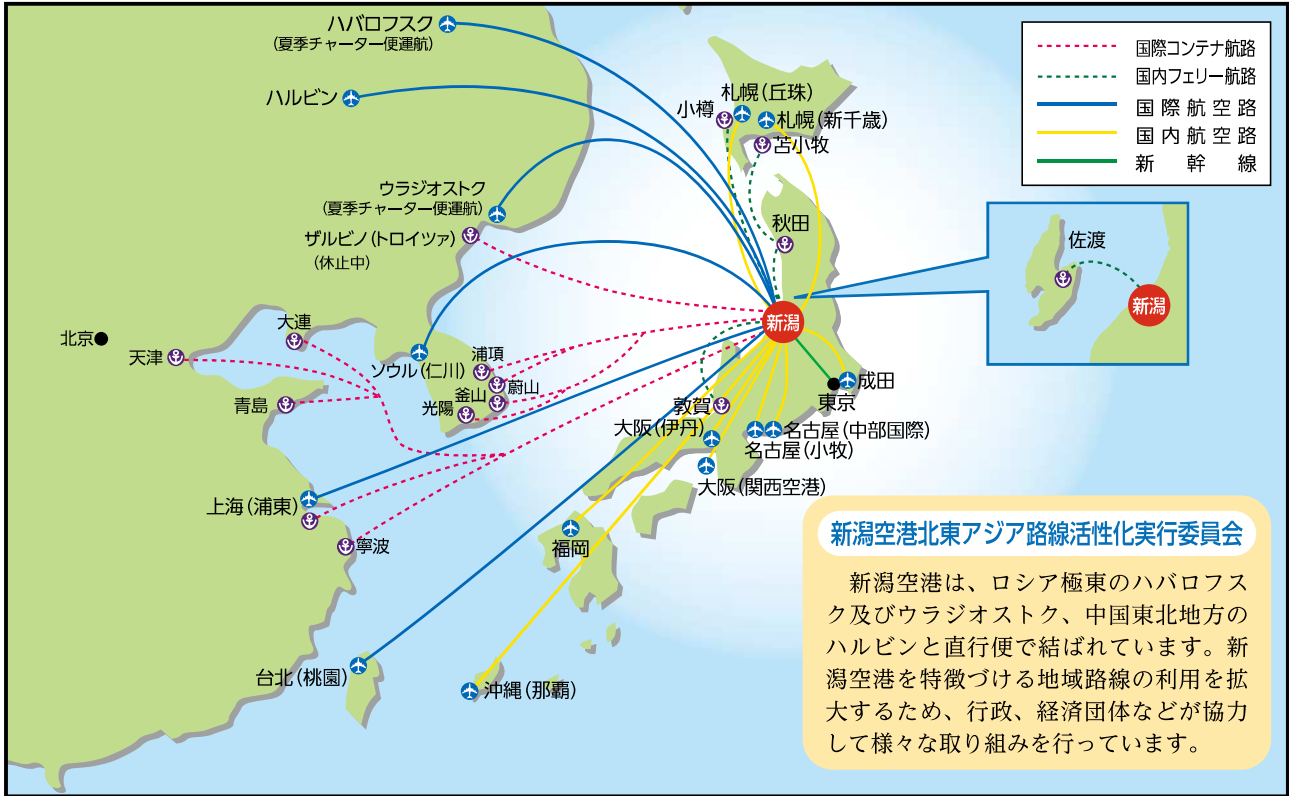 ハバロフスク
(夏季チャーター便運航)
ハルビン
ウラジオストク
(夏季チャーター便運航)
ザルビノ(トロイツァ)
(休止中)
小樽
札幌(丘珠)
札幌(新千歳)
苫小牧
秋田
国際コンテナ航路
国内フェリー航路
国際航空路
国内航空路
新幹線
佐渡
新潟
新潟
北京
天津
大連
青島
ソウル(仁川)
浦項
蔚山
釜山
光陽
成田
東京
敦賀
大阪(伊丹)
名古屋(中部国際)
名古屋(小牧)
大阪(関西空港)
上海(浦東)
寧波
福岡
台北(桃園)
沖縄(那覇)
新潟空港北東アジア路線活性化実行委員会
新潟空港は、ロシア極東のハバロフス
ク及びウラジオストク、中国東北地方の
ハルビンと直行便で結ばれています。新
潟空港を特徴づける地域路線の利用を拡
大するため、行政、経済団体などが協力
して様々な取り組みを行っています。